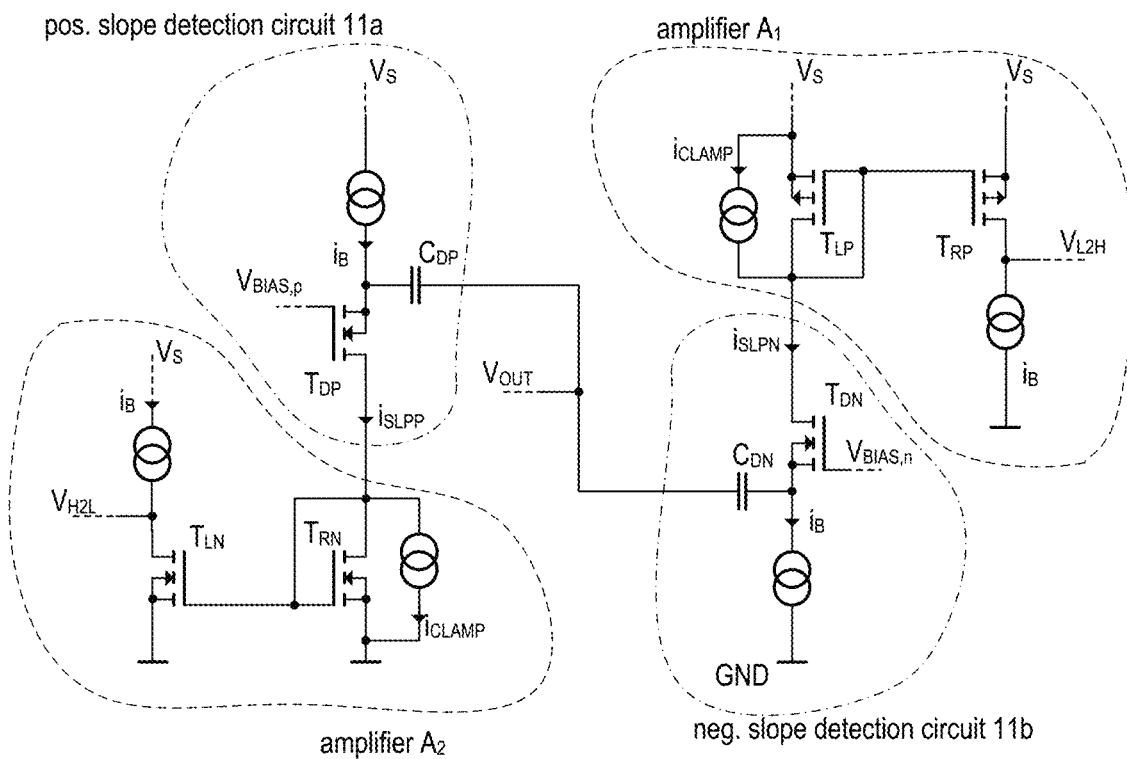 pos. slope detection circuit 11a
amplifier A1
VS
VS
VS
iCLAMP
TLP
TRP
VL2H
iB
CDP
VBIAS,p
TDP
VS
iB
iSLPP
VOUT
iSLPN
TDN
iB
CDN
VBIAS,n
VH2L
TLN
TRN
iB
iCLAMP
GND
amplifier A2
neg. slope detection circuit 11b